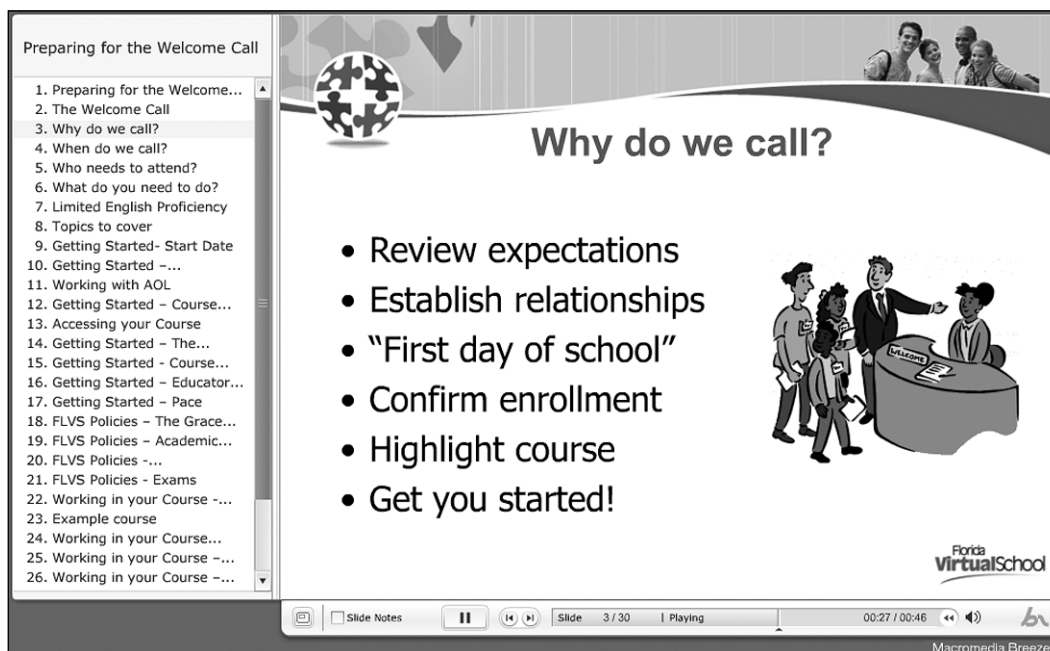 Preparing for the Welcome Call
1. Preparing for the Welcome...
2. The Welcome Call
3. Why do we call?
4. When do we call?
5. Who needs to attend?
6. What do you need to do?
7. Limited English Proficiency
8. Topics to cover
9. Getting Started- Start Date
10. Getting Started –...
11. Working with AOL
12. Getting Started – Course...
13. Accessing your Course
14. Getting Started – The...
15. Getting Started - Course...
16. Getting Started – Educator...
17. Getting Started – Pace
18. FLVS Policies – The Grace...
19. FLVS Policies – Academic...
20. FLVS Policies -...
21. FLVS Policies - Exams
22. Working in your Course -...
23. Example course
24. Working in your Course...
25. Working in your Course –...
26. Working in your Course –...
Why do we call?
• Review expectations
• Establish relationships
• “First day of school”
• Confirm enrollment
• Highlight course
• Get you started!
WELCOME
Florida
VirtualSchool
Slide Notes
Slide 3 / 30 | Playing
00:27 / 00:46
Macromedia Breeze